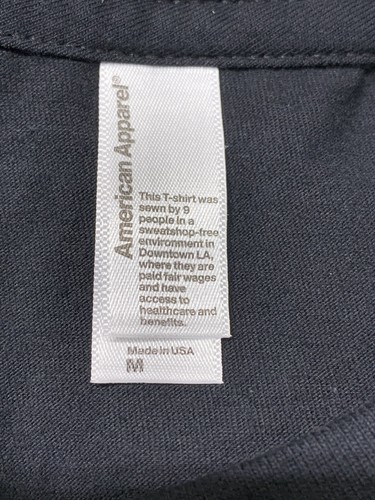 American Apparel®
This T-shirt was
sewn by 9
people in a
sweatshop-free
environment in
Downtown LA,
where they are
paid fair wages
and have
access to
healthcare and
benefits.
Made in USA
M